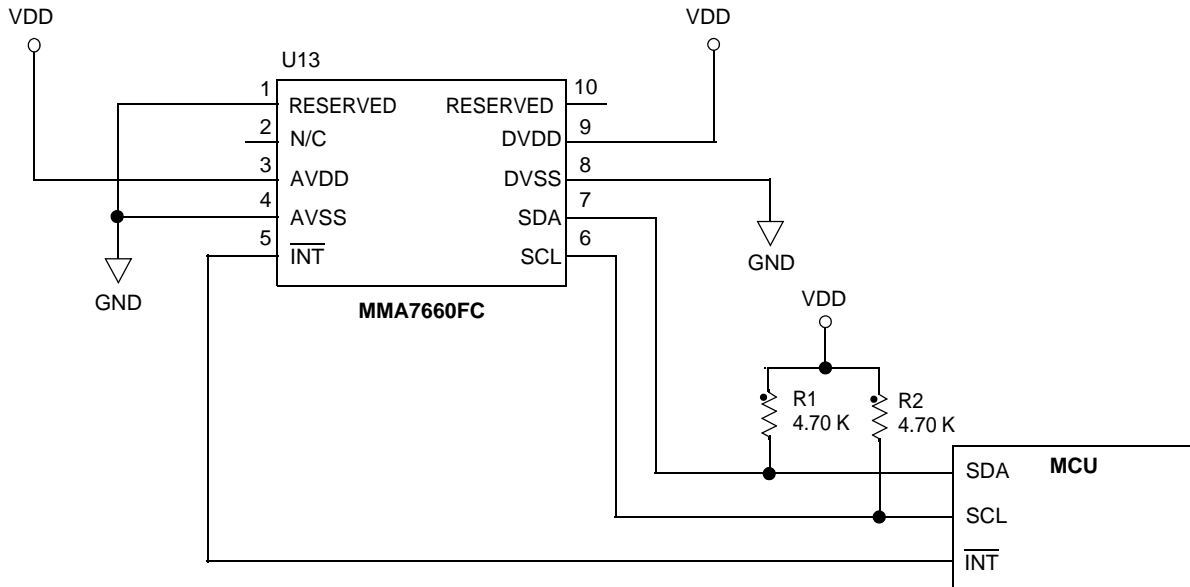 VDD
VDD
U13
1 RESERVED RESERVED 10
2 N/C DVDD 9
3 AVDD DVSS 8
4 AVSS SDA 7
5 INT SCL 6
GND
GND
MMA7660FC
VDD
R1
4.70 K
R2
4.70 K
MCU
SDA
SCL
INT